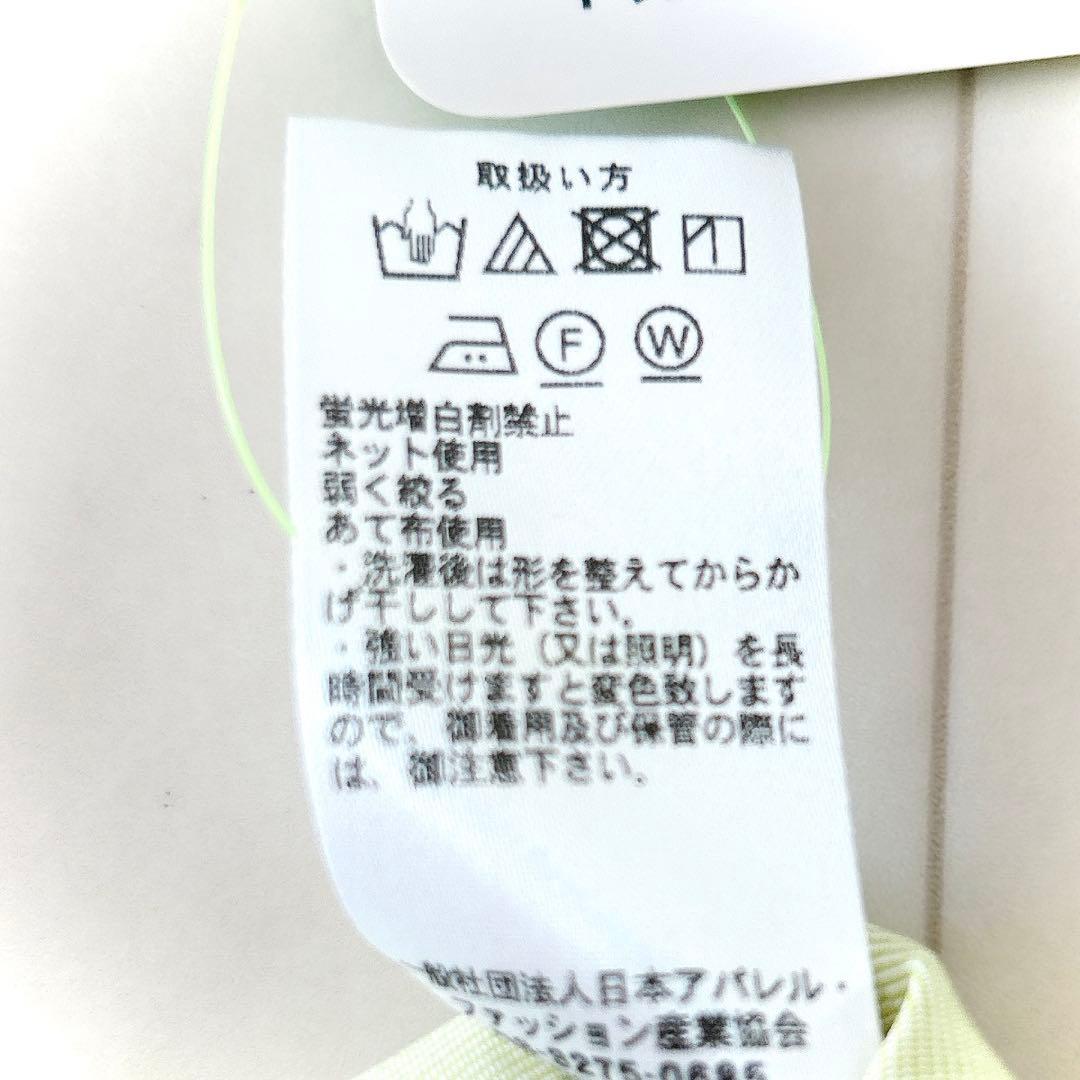 取扱い方
F W
蛍光増白剤禁止
ネット使用
弱く絞る
あて布使用
・洗濯後は形を整えてからか
げ干しして下さい。
・強い日光（又は照明）を長
時間受けますと変色致します
ので、御着用及び保管の際に
は、御注意下さい。
般社団法人日本アパレル・
ファッション産業協会
3275-0685